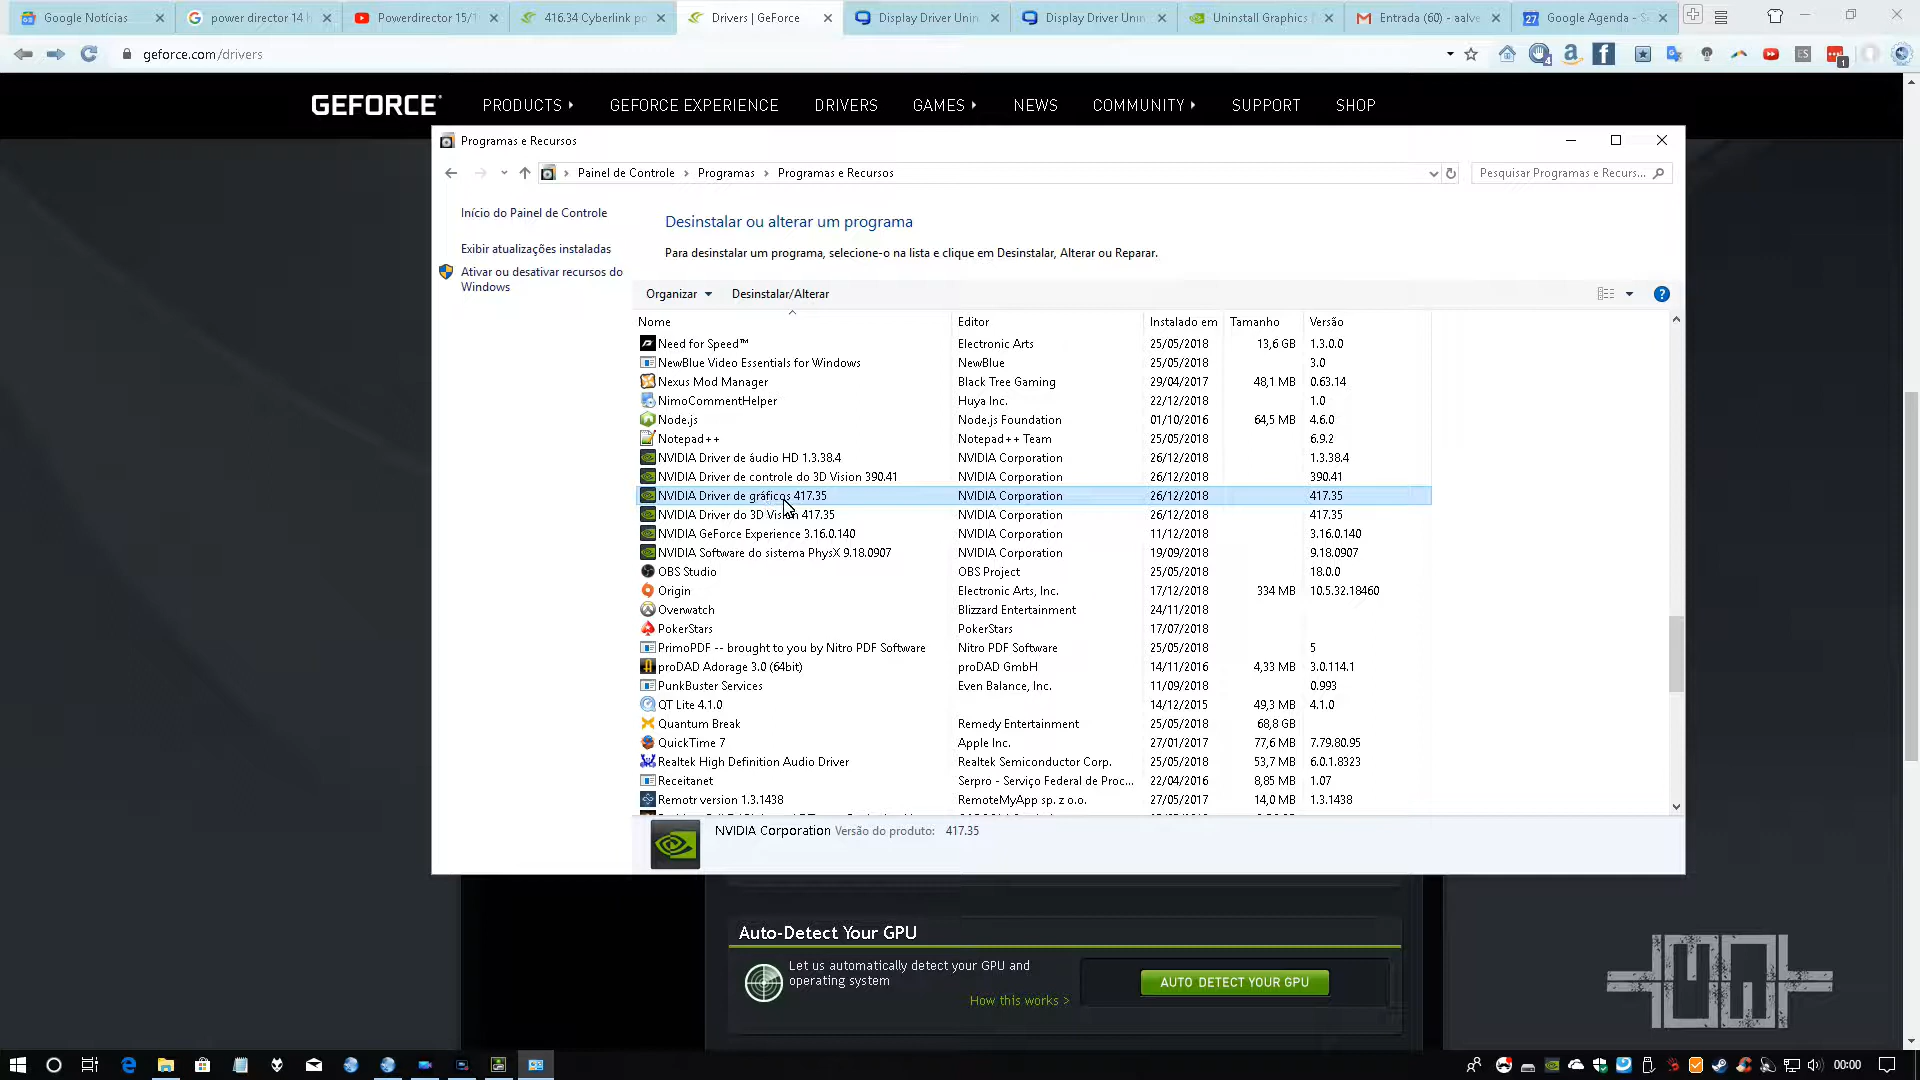 Google Notícias
power director 14 h
Powerdirector 15/1
416.34 Cyberlink po
Drivers | GeForce
Display Driver Unin
Display Driver Unin
Uninstall Graphics
Entrada (60) - aalve
27
Google Agenda - S
geforce.com/drivers
4
a
f
ES
1
GEFORCE
PRODUCTS
GEFORCE EXPERIENCE
DRIVERS
GAMES
NEWS
COMMUNITY
SUPPORT
SHOP
Programas e Recursos
Painel de Controle
Programas
Programas e Recursos
Pesquisar Programas e Recurs...
Início do Painel de Controle
Exibir atualizações instaladas
Ativar ou desativar recursos do
Windows
Desinstalar ou alterar um programa
Para desinstalar um programa, selecione-o na lista e clique em Desinstalar, Alterar ou Reparar.
Organizar
Desinstalar/Alterar
?
Nome Editor Instalado em Tamanho Versão
Need for Speed™ Electronic Arts 25/05/2018 13,6 GB 1.3.0.0
NewBlue Video Essentials for Windows NewBlue 25/05/2018 3.0
Nexus Mod Manager Black Tree Gaming 29/04/2017 48,1 MB 0.63.14
NimoCommentHelper Huya Inc. 22/12/2018 1.0
Node.js Node.js Foundation 01/10/2016 64,5 MB 4.6.0
Notepad++ Notepad++ Team 25/05/2018 6.9.2
NVIDIA Driver de áudio HD 1.3.38.4 NVIDIA Corporation 26/12/2018 1.3.38.4
NVIDIA Driver de controle do 3D Vision 390.41 NVIDIA Corporation 26/12/2018 390.41
NVIDIA Driver de gráficos 417.35 NVIDIA Corporation 26/12/2018 417.35
NVIDIA Driver do 3D Vision 417.35 NVIDIA Corporation 26/12/2018 417.35
NVIDIA GeForce Experience 3.16.0.140 NVIDIA Corporation 11/12/2018 3.16.0.140
NVIDIA Software do sistema PhysX 9.18.0907 NVIDIA Corporation 19/09/2018 9.18.0907
OBS Studio OBS Project 25/05/2018 18.0.0
Origin Electronic Arts, Inc. 17/12/2018 334 MB 10.5.32.18460
Overwatch Blizzard Entertainment 24/11/2018
PokerStars PokerStars 17/07/2018
PrimoPDF -- brought to you by Nitro PDF Software Nitro PDF Software 25/05/2018 5
proDAD Adorage 3.0 (64bit) proDAD GmbH 14/11/2016 4,33 MB 3.0.114.1
PunkBuster Services Even Balance, Inc. 11/09/2018 0.993
QT Lite 4.1.0 14/12/2015 49,3 MB 4.1.0
Quantum Break Remedy Entertainment 25/05/2018 68,8 GB
QuickTime 7 Apple Inc. 27/01/2017 77,6 MB 7.79.80.95
Realtek High Definition Audio Driver Realtek Semiconductor Corp. 25/05/2018 53,7 MB 6.0.1.8323
Receitanet Serpro - Serviço Federal de Proc... 22/04/2016 8,85 MB 1.07
Remotr version 1.3.1438 RemoteMyApp sp. z o.o. 27/05/2017 14,0 MB 1.3.1438
NVIDIA Corporation Versão do produto: 417.35
Auto-Detect Your GPU
Let us automatically detect your GPU and
operating system
How this works >
AUTO DETECT YOUR GPU
00:00